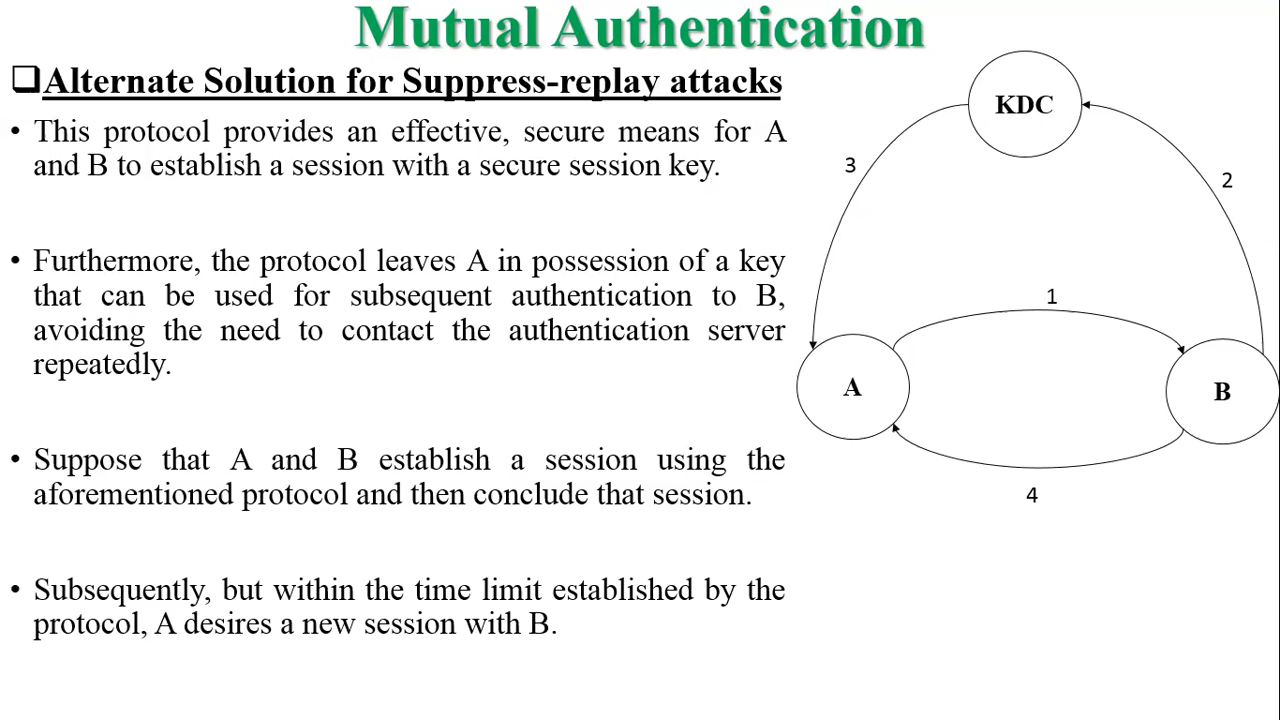 Mutual Authentication
❑Alternate Solution for Suppress-replay attacks
• This protocol provides an effective, secure means for A
and B to establish a session with a secure session key.
• Furthermore, the protocol leaves A in possession of a key
that can be used for subsequent authentication to B,
avoiding the need to contact the authentication server
repeatedly.
• Suppose that A and B establish a session using the
aforementioned protocol and then conclude that session.
• Subsequently, but within the time limit established by the
protocol, A desires a new session with B.
KDC
3
2
1
A
B
4